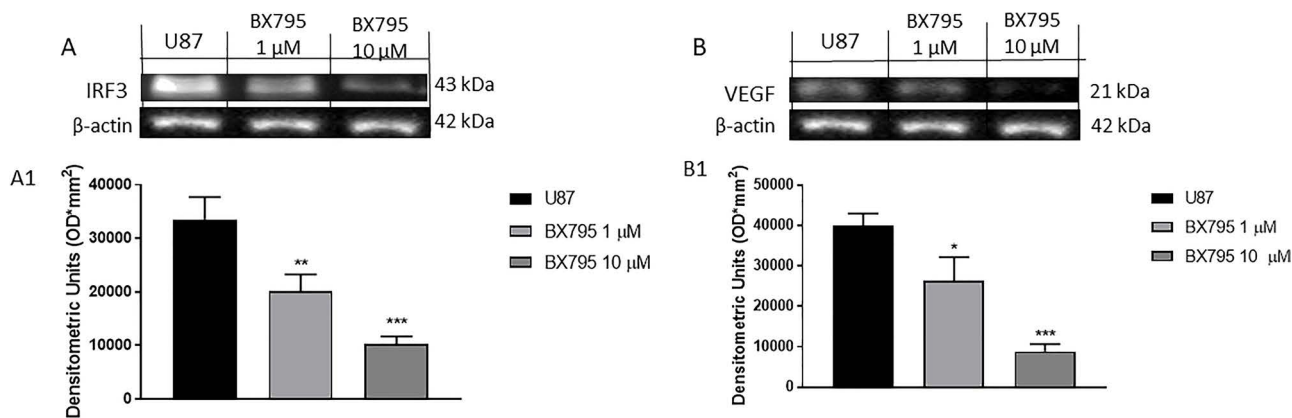 A
U87
BX795
1 µM
BX795
10 µM
IRF3
43 kDa
β-actin
42 kDa
A1
Densitometric Units (OD*mm²)
40000
30000
20000
10000
0
**
***
U87
BX795 1 µM
BX795 10 µM
B
U87
BX795
1 µM
BX795
10 µM
VEGF
21 kDa
β-actin
42 kDa
B1
Densitometric Units (OD*mm²)
50000
40000
30000
20000
10000
0
*
***
U87
BX795 1 µM
BX795 10 µM